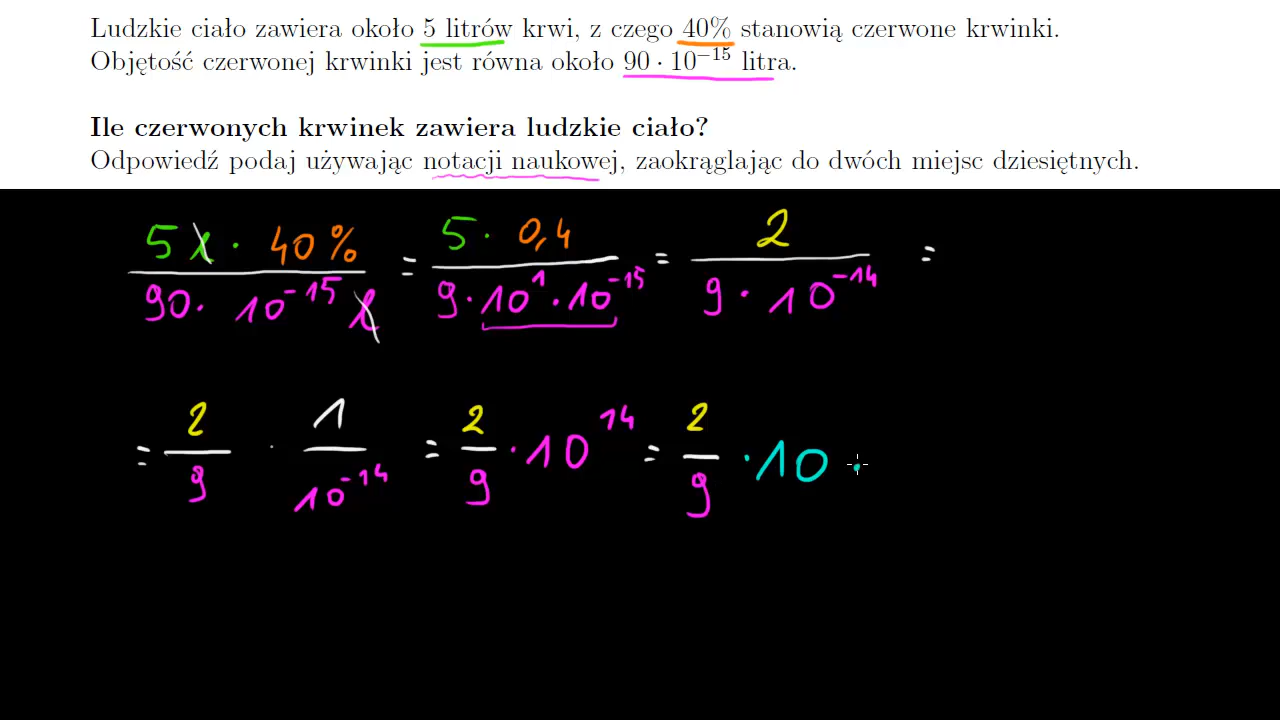 Ludzkie ciało zawiera około 5 litrów krwi, z czego 40% stanowią czerwone krwinki.
Objętość czerwonej krwinki jest równa około 90 · 10⁻¹⁵ litra.
Ile czerwonych krwinek zawiera ludzkie ciało?
Odpowiedź podaj używając notacji naukowej, zaokrąglając do dwóch miejsc dziesiętnych.
5 l · 40% / 90 · 10⁻¹⁵ l = 5 · 0,4 / 9 · 10¹ · 10⁻¹⁵ = 2 / 9 · 10⁻¹⁴ =
= 2/9 · 1/10⁻¹⁴ = 2/9 · 10¹⁴ = 2/9 · 10 ·